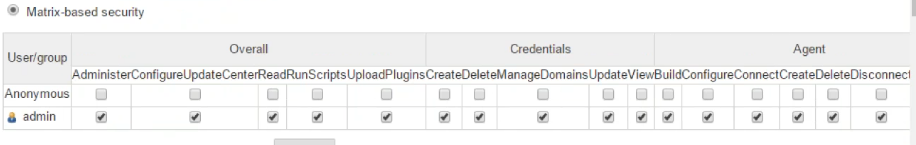 Matrix-based security
User/group Overall Credentials Agent
Administer ConfigureUpdateCenter Read RunScripts UploadPlugins Create Delete ManageDomains Update View Build Configure Connect Create Delete Disconnect
Anonymous
admin